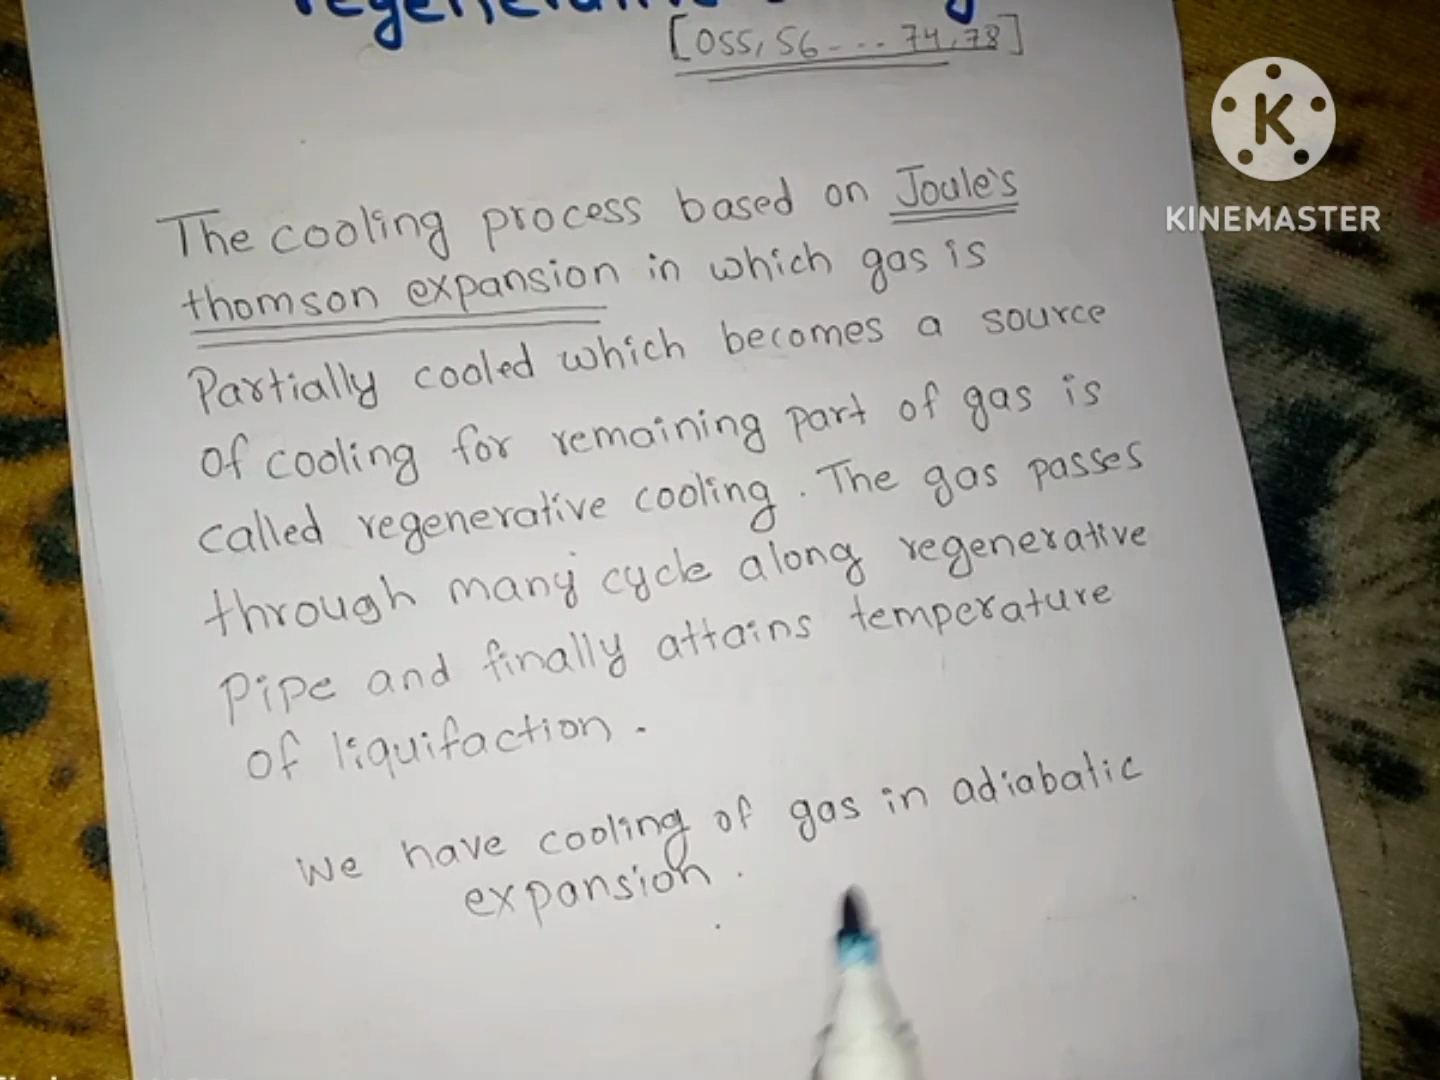 regenerative
[055, 56 - - - 74, 78]
K
KINEMASTER
The cooling process based on Joule's
thomson expansion in which gas is
Partially cooled which becomes a source
of cooling for remaining part of gas is
called regenerative cooling. The gas passes
through many cycle along regenerative
Pipe and finally attains temperature
of liquifaction.
We have cooling of gas in adiabatic
expansion.